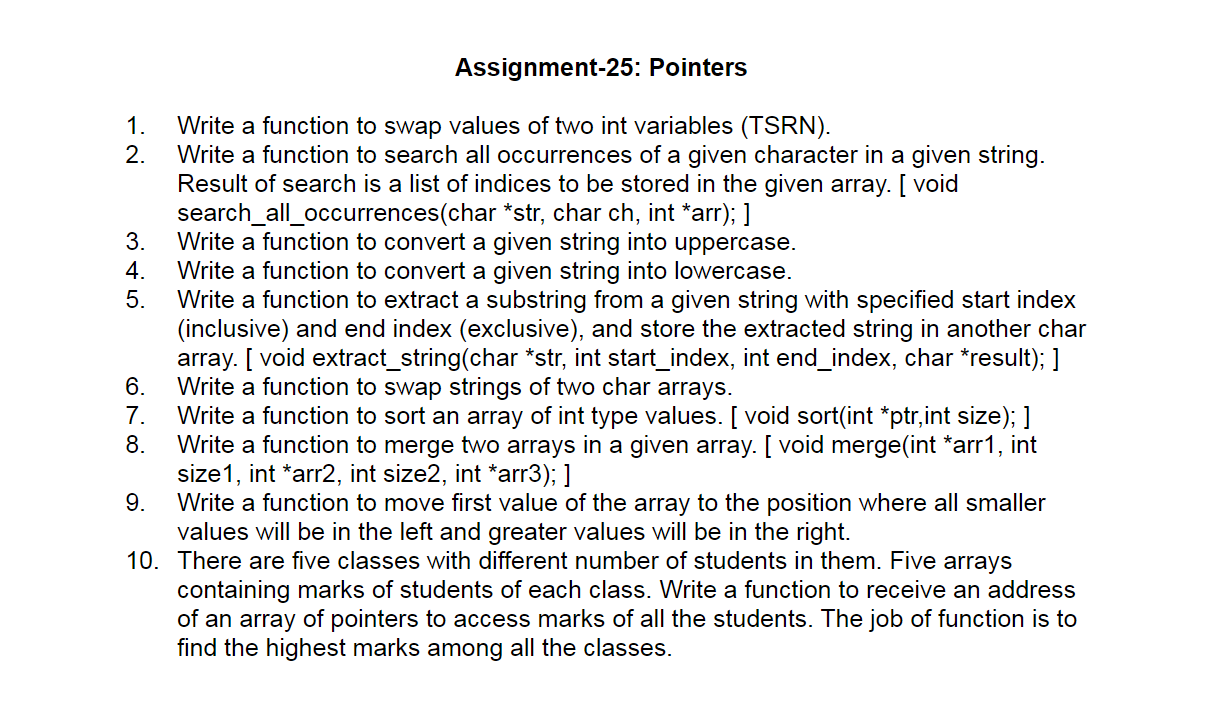 Assignment-25: Pointers
1. Write a function to swap values of two int variables (TSRN).
2. Write a function to search all occurrences of a given character in a given string.
Result of search is a list of indices to be stored in the given array. [ void
search_all_occurrences(char *str, char ch, int *arr); ]
3. Write a function to convert a given string into uppercase.
4. Write a function to convert a given string into lowercase.
5. Write a function to extract a substring from a given string with specified start index
(inclusive) and end index (exclusive), and store the extracted string in another char
array. [ void extract_string(char *str, int start_index, int end_index, char *result); ]
6. Write a function to swap strings of two char arrays.
7. Write a function to sort an array of int type values. [ void sort(int *ptr,int size); ]
8. Write a function to merge two arrays in a given array. [ void merge(int *arr1, int
size1, int *arr2, int size2, int *arr3); ]
9. Write a function to move first value of the array to the position where all smaller
values will be in the left and greater values will be in the right.
10. There are five classes with different number of students in them. Five arrays
containing marks of students of each class. Write a function to receive an address
of an array of pointers to access marks of all the students. The job of function is to
find the highest marks among all the classes.